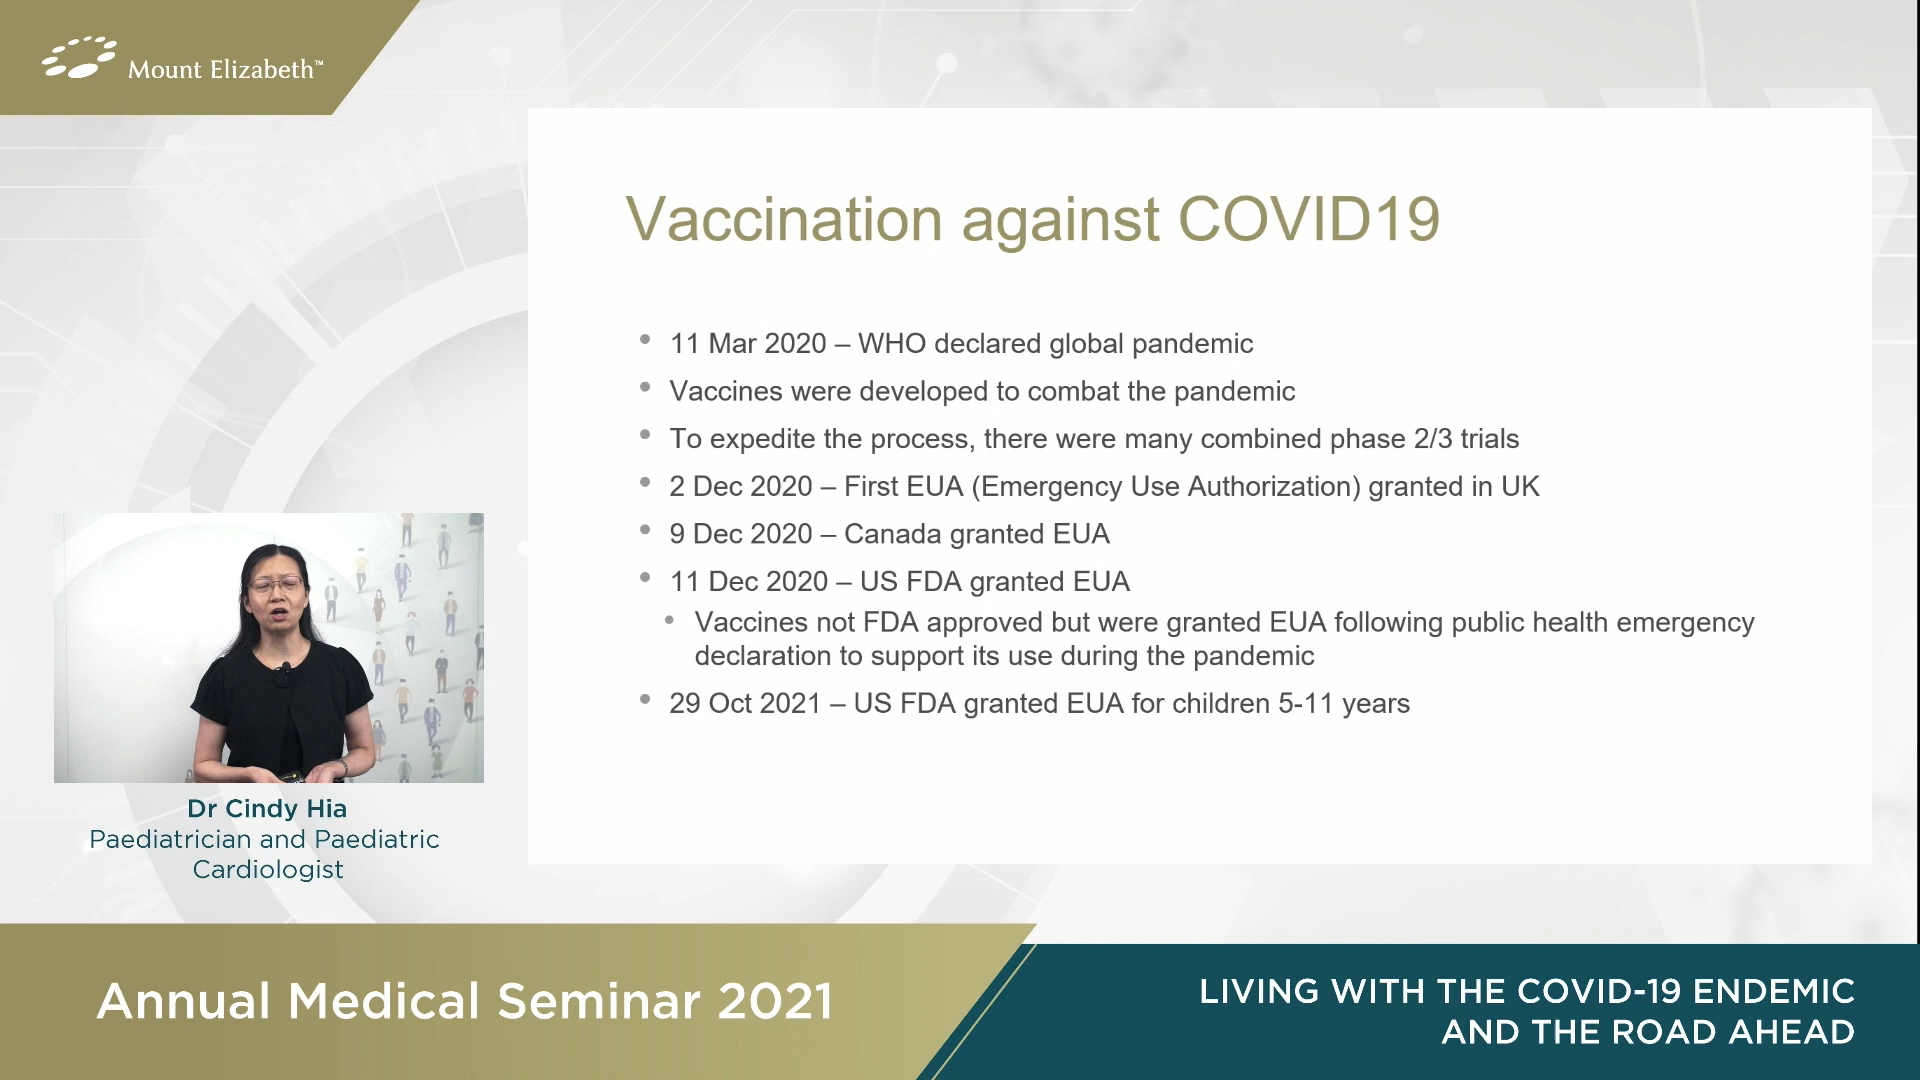 Mount Elizabeth™
Vaccination against COVID19
• 11 Mar 2020 – WHO declared global pandemic
• Vaccines were developed to combat the pandemic
• To expedite the process, there were many combined phase 2/3 trials
• 2 Dec 2020 – First EUA (Emergency Use Authorization) granted in UK
• 9 Dec 2020 – Canada granted EUA
• 11 Dec 2020 – US FDA granted EUA
• Vaccines not FDA approved but were granted EUA following public health emergency
declaration to support its use during the pandemic
• 29 Oct 2021 – US FDA granted EUA for children 5-11 years
Dr Cindy Hia
Paediatrician and Paediatric
Cardiologist
Annual Medical Seminar 2021
LIVING WITH THE COVID-19 ENDEMIC
AND THE ROAD AHEAD